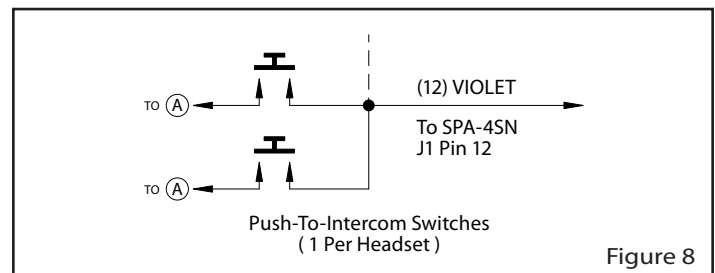 (12) VIOLET
TO A
To SPA-4SN
J1 Pin 12
TO A
Push-To-Intercom Switches
( 1 Per Headset )
Figure 8